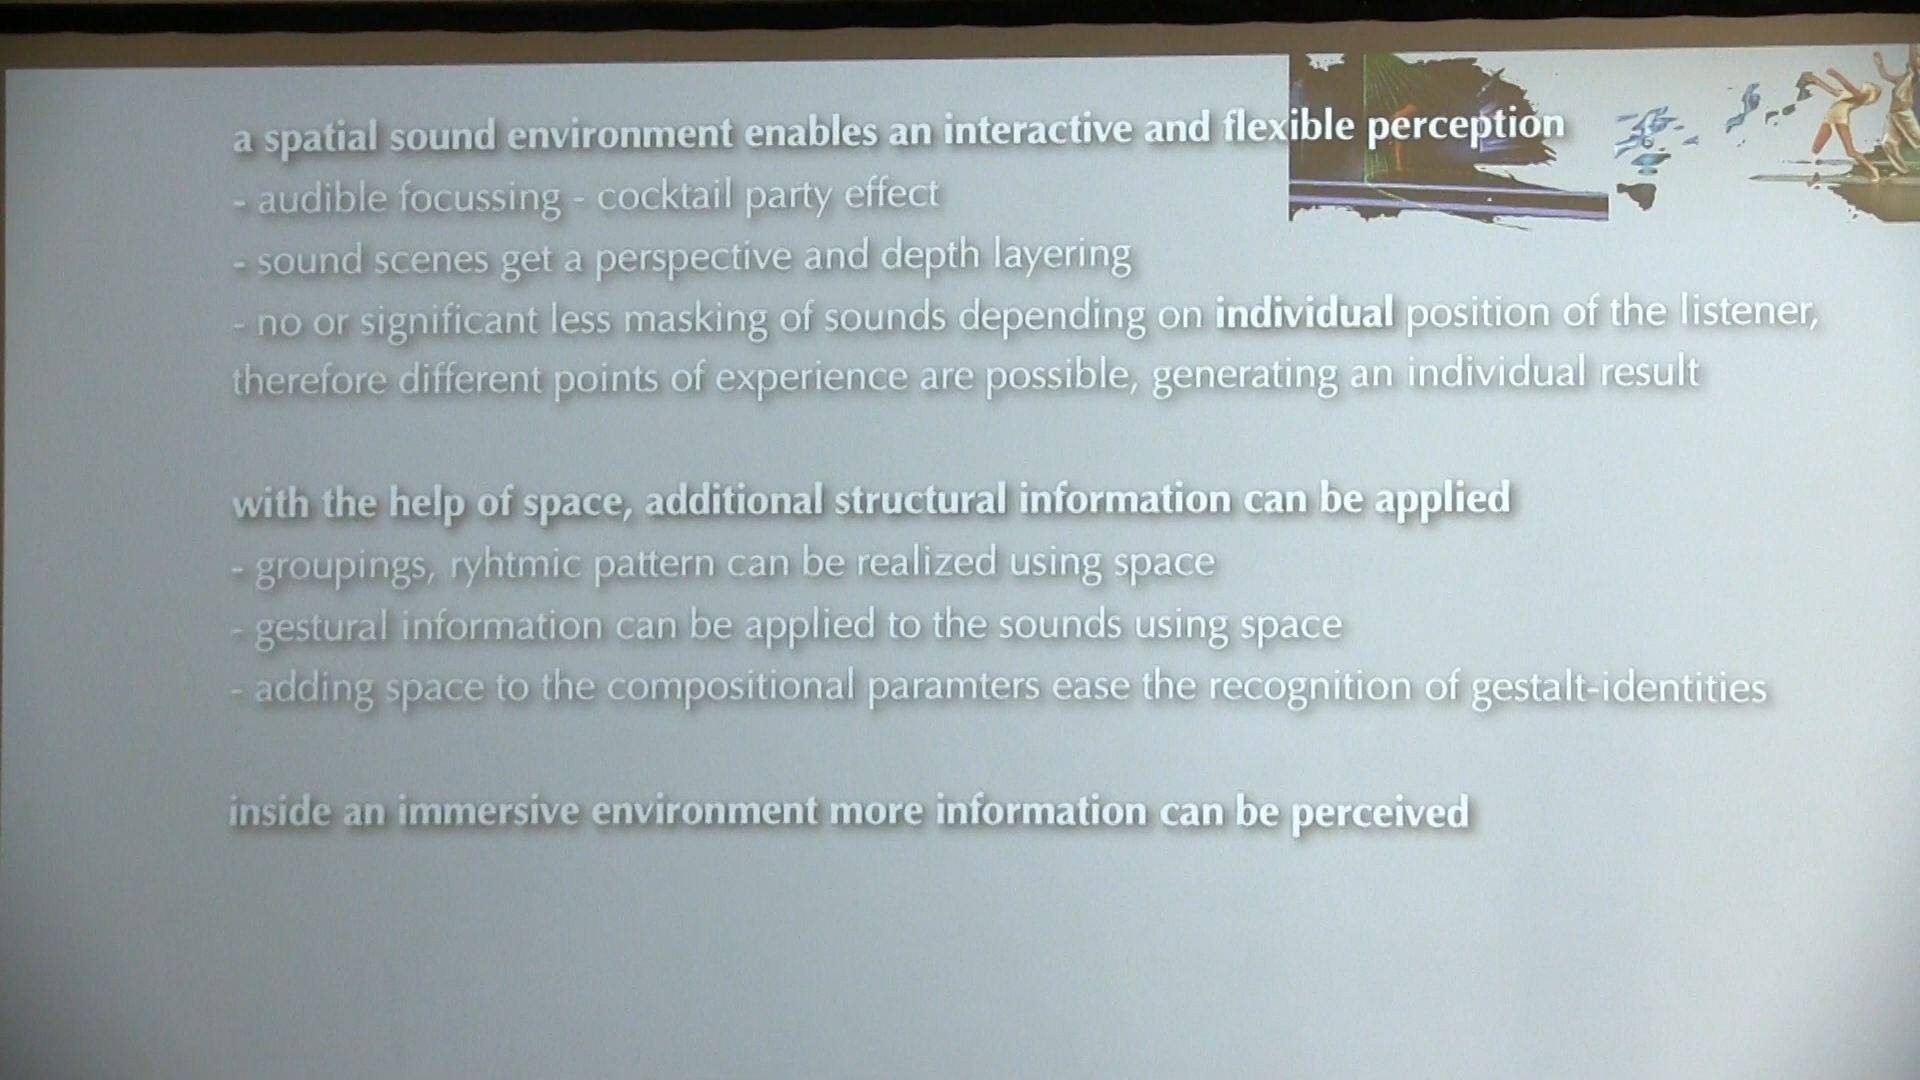 a spatial sound environment enables an interactive and flexible perception
- audible focussing - cocktail party effect
- sound scenes get a perspective and depth layering
- no or significant less masking of sounds depending on individual position of the listener,
therefore different points of experience are possible, generating an individual result
with the help of space, additional structural information can be applied
- groupings, ryhtmic pattern can be realized using space
- gestural information can be applied to the sounds using space
- adding space to the compositional paramters ease the recognition of gestalt-identities
inside an immersive environment more information can be perceived